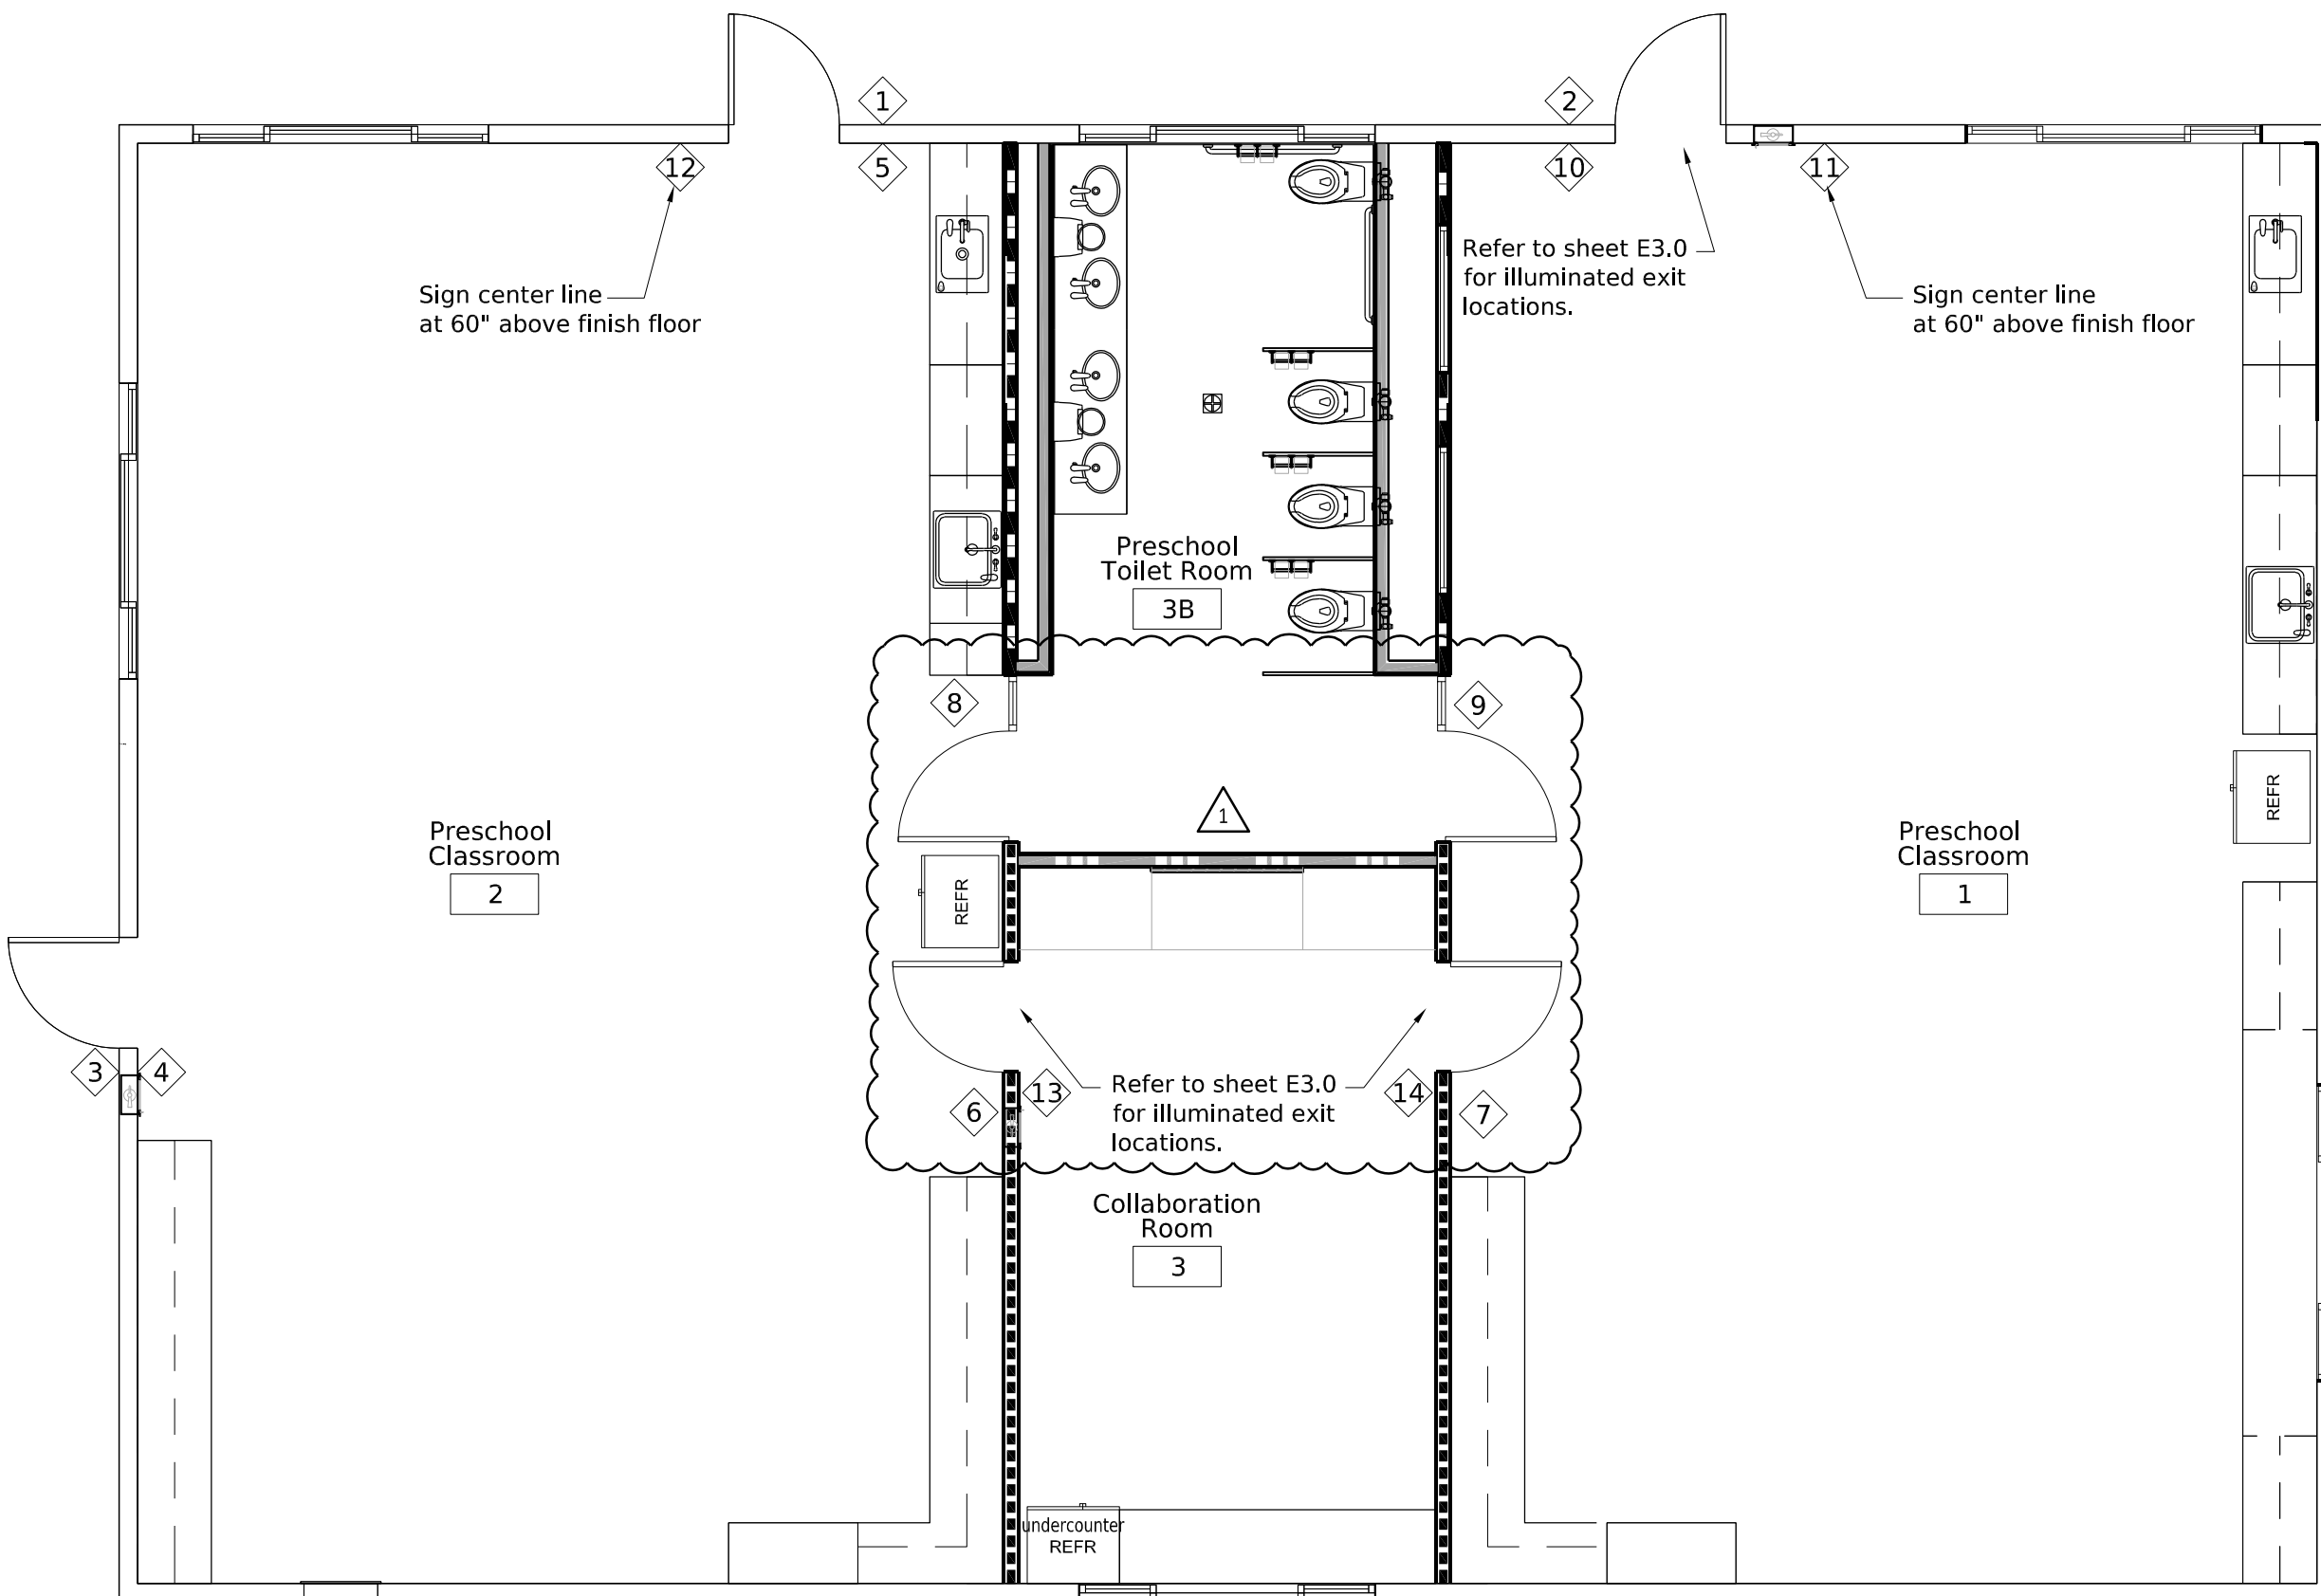 1
2
12
5
10
11
Refer to sheet E3.0
for illuminated exit
locations.
Sign center line
at 60" above finish floor
Sign center line
at 60" above finish floor
Preschool
Toilet Room
3B
8
9
1
REFR
Preschool
Classroom
2
Preschool
Classroom
1
REFR
3
4
6
13
Refer to sheet E3.0
for illuminated exit
locations.
14
7
Collaboration
Room
3
undercounter
REFR